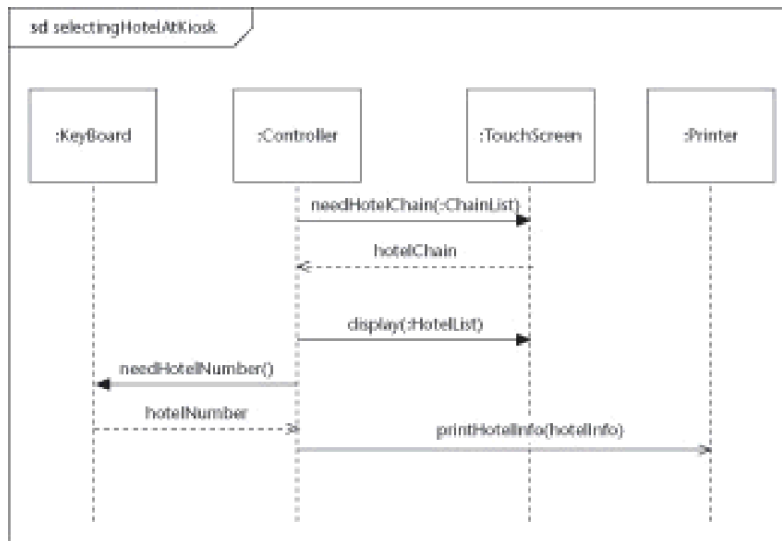 sd selectingHotelAtKiosk
:KeyBoard
:Controller
:TouchScreen
:Printer
needHotelChain(:ChainList)
hotelChain
display(:HotelList)
needHotelNumber()
hotelNumber
printHotelInfo(hotelInfo)